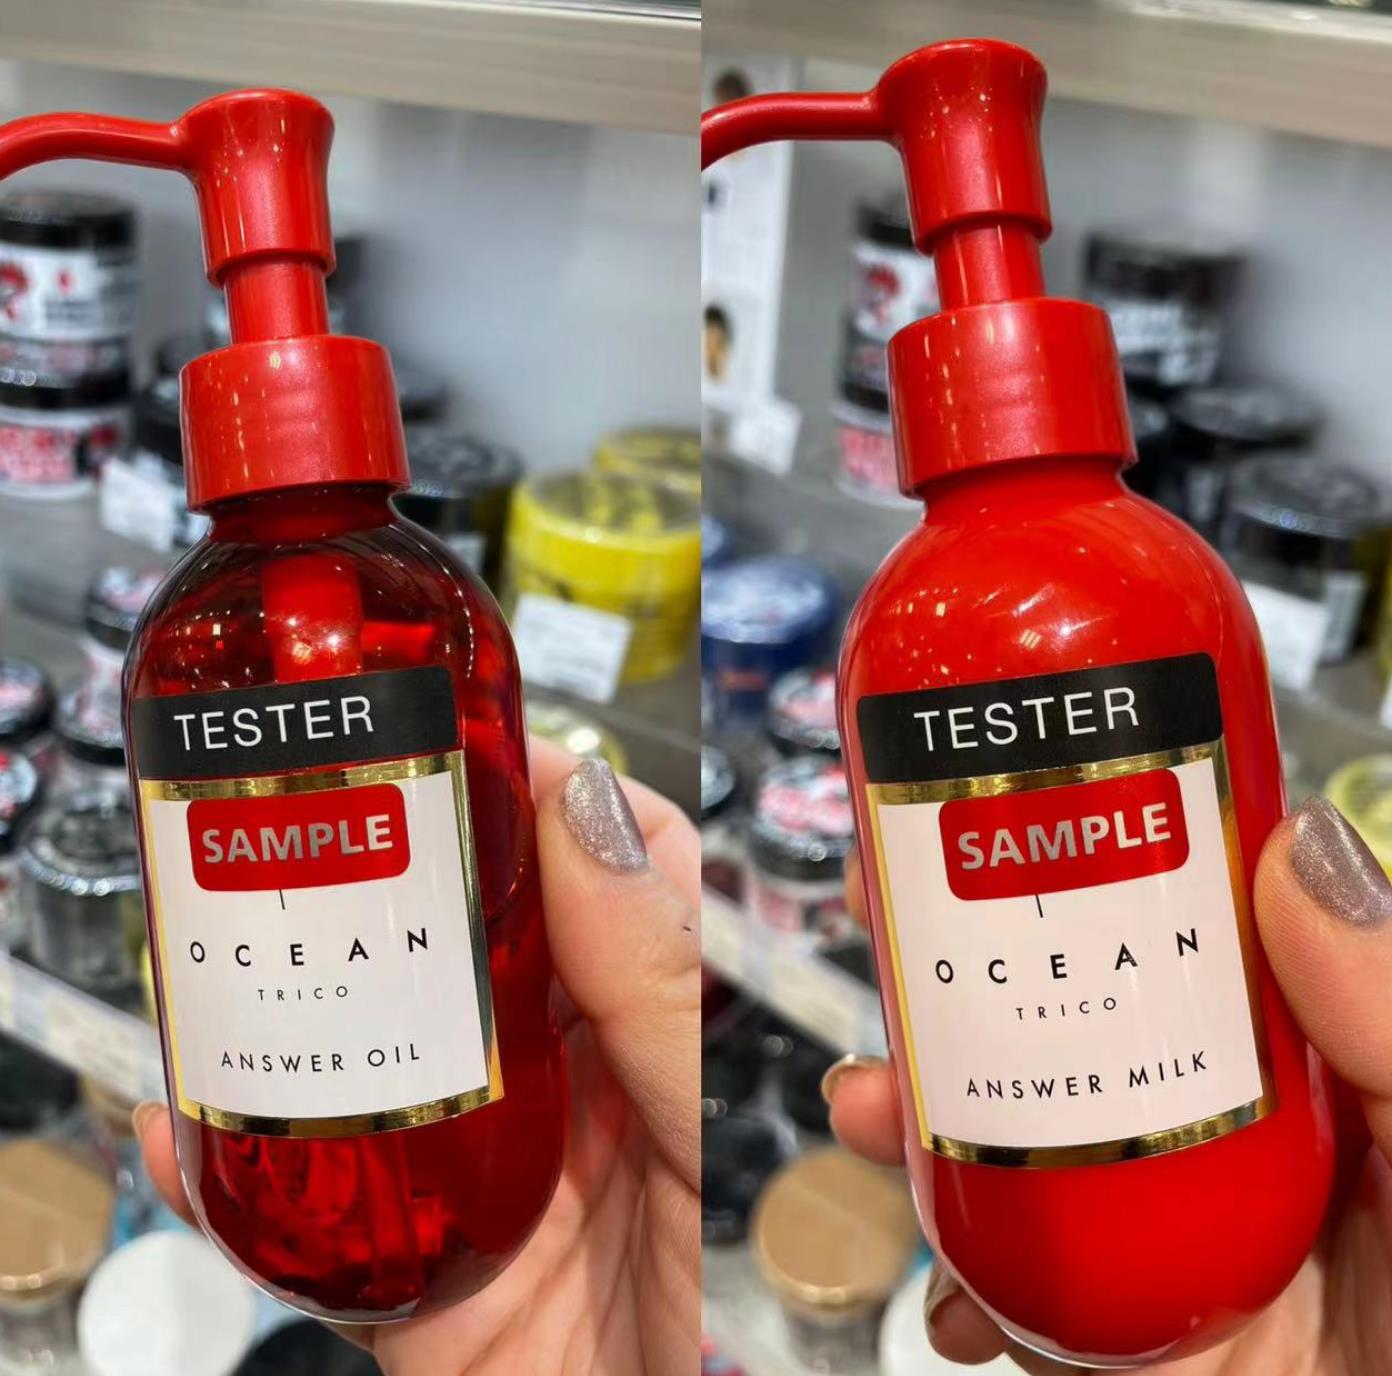 TESTER
SAMPLE
OCEAN
TRICO
ANSWER OIL
TESTER
SAMPLE
OCEAN
TRICO
ANSWER MILK